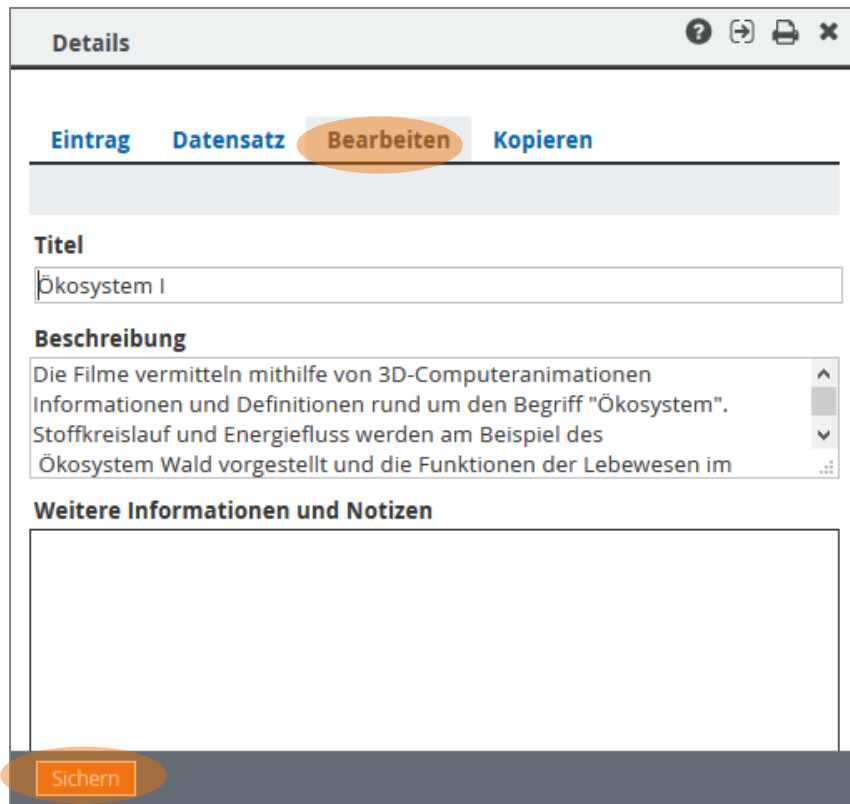 Details
Eintrag Datensatz Bearbeiten Kopieren
Titel
Ökosystem I
Beschreibung
Die Filme vermitteln mithilfe von 3D-Computeranimationen
Informationen und Definitionen rund um den Begriff "Ökosystem".
Stoffkreislauf und Energiefluss werden am Beispiel des
Ökosystem Wald vorgestellt und die Funktionen der Lebewesen im
Weitere Informationen und Notizen
Sichern